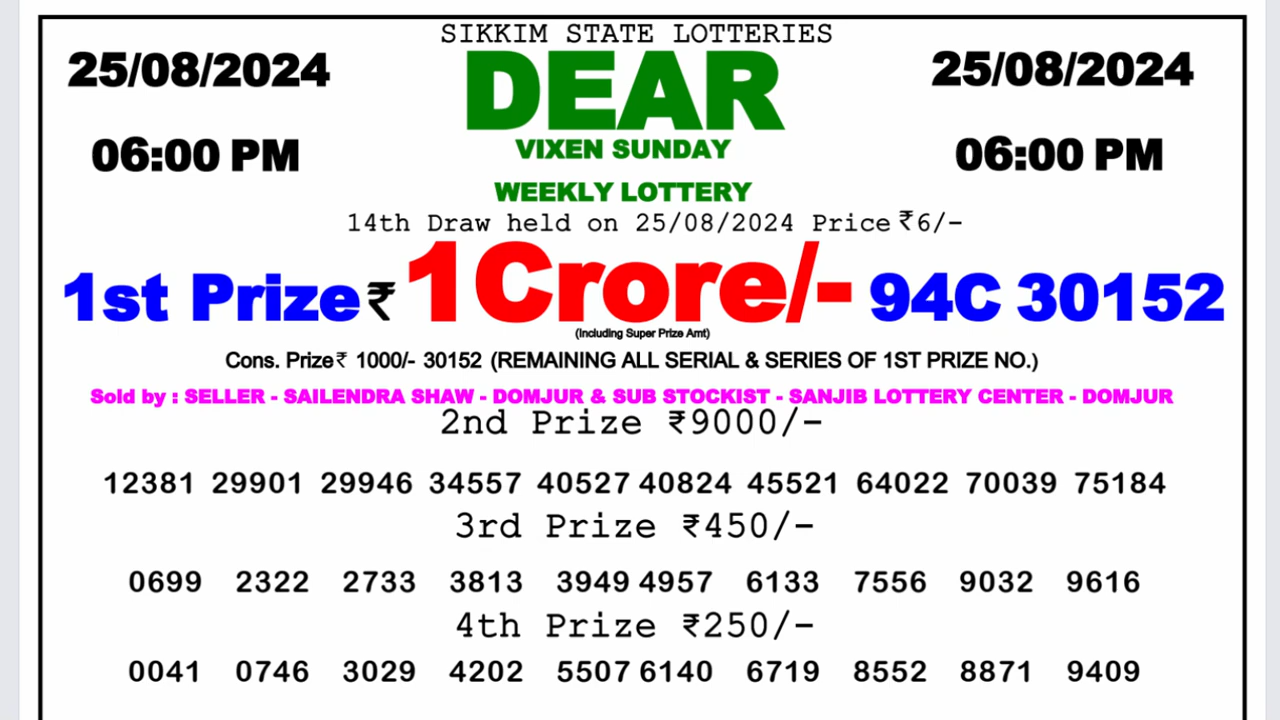 SIKKIM STATE LOTTERIES
25/08/2024 DEAR 25/08/2024
06:00 PM VIXEN SUNDAY 06:00 PM
WEEKLY LOTTERY
14th Draw held on 25/08/2024 Price ₹6/-
1st Prize ₹ 1Crore/- 94C 30152
(Including Super Prize Amt)
Cons. Prize ₹ 1000/- 30152 (REMAINING ALL SERIAL & SERIES OF 1ST PRIZE NO.)
Sold by : SELLER - SAILENDRA SHAW - DOMJUR & SUB STOCKIST - SANJIB LOTTERY CENTER - DOMJUR
2nd Prize ₹9000/-
12381 29901 29946 34557 40527 40824 45521 64022 70039 75184
3rd Prize ₹450/-
0699 2322 2733 3813 3949 4957 6133 7556 9032 9616
4th Prize ₹250/-
0041 0746 3029 4202 5507 6140 6719 8552 8871 9409